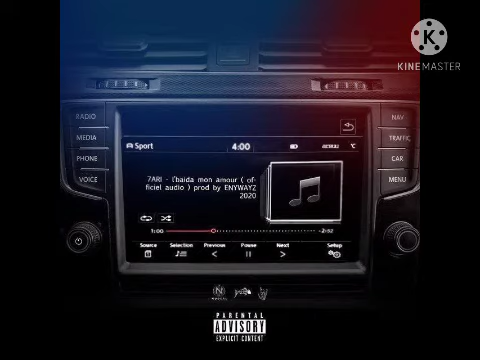 KINEMASTER
RADIO
MEDIA
PHONE
VOICE
NAV
TRAFFIC
CAR
MENU
Sport
4:00
°C
7ARI - l'baida mon amour ( of-
ficiel audio ) prod by ENYWAYZ
2020
1:00
-2:52
Source Selection Previous Pause Next Setup
PARENTAL
ADVISORY
EXPLICIT CONTENT